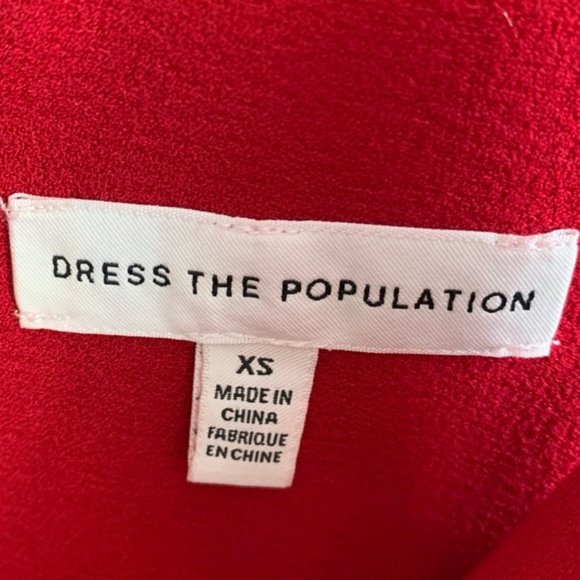 DRESS THE POPULATION
XS
MADE IN
CHINA
FABRIQUE
EN CHINE